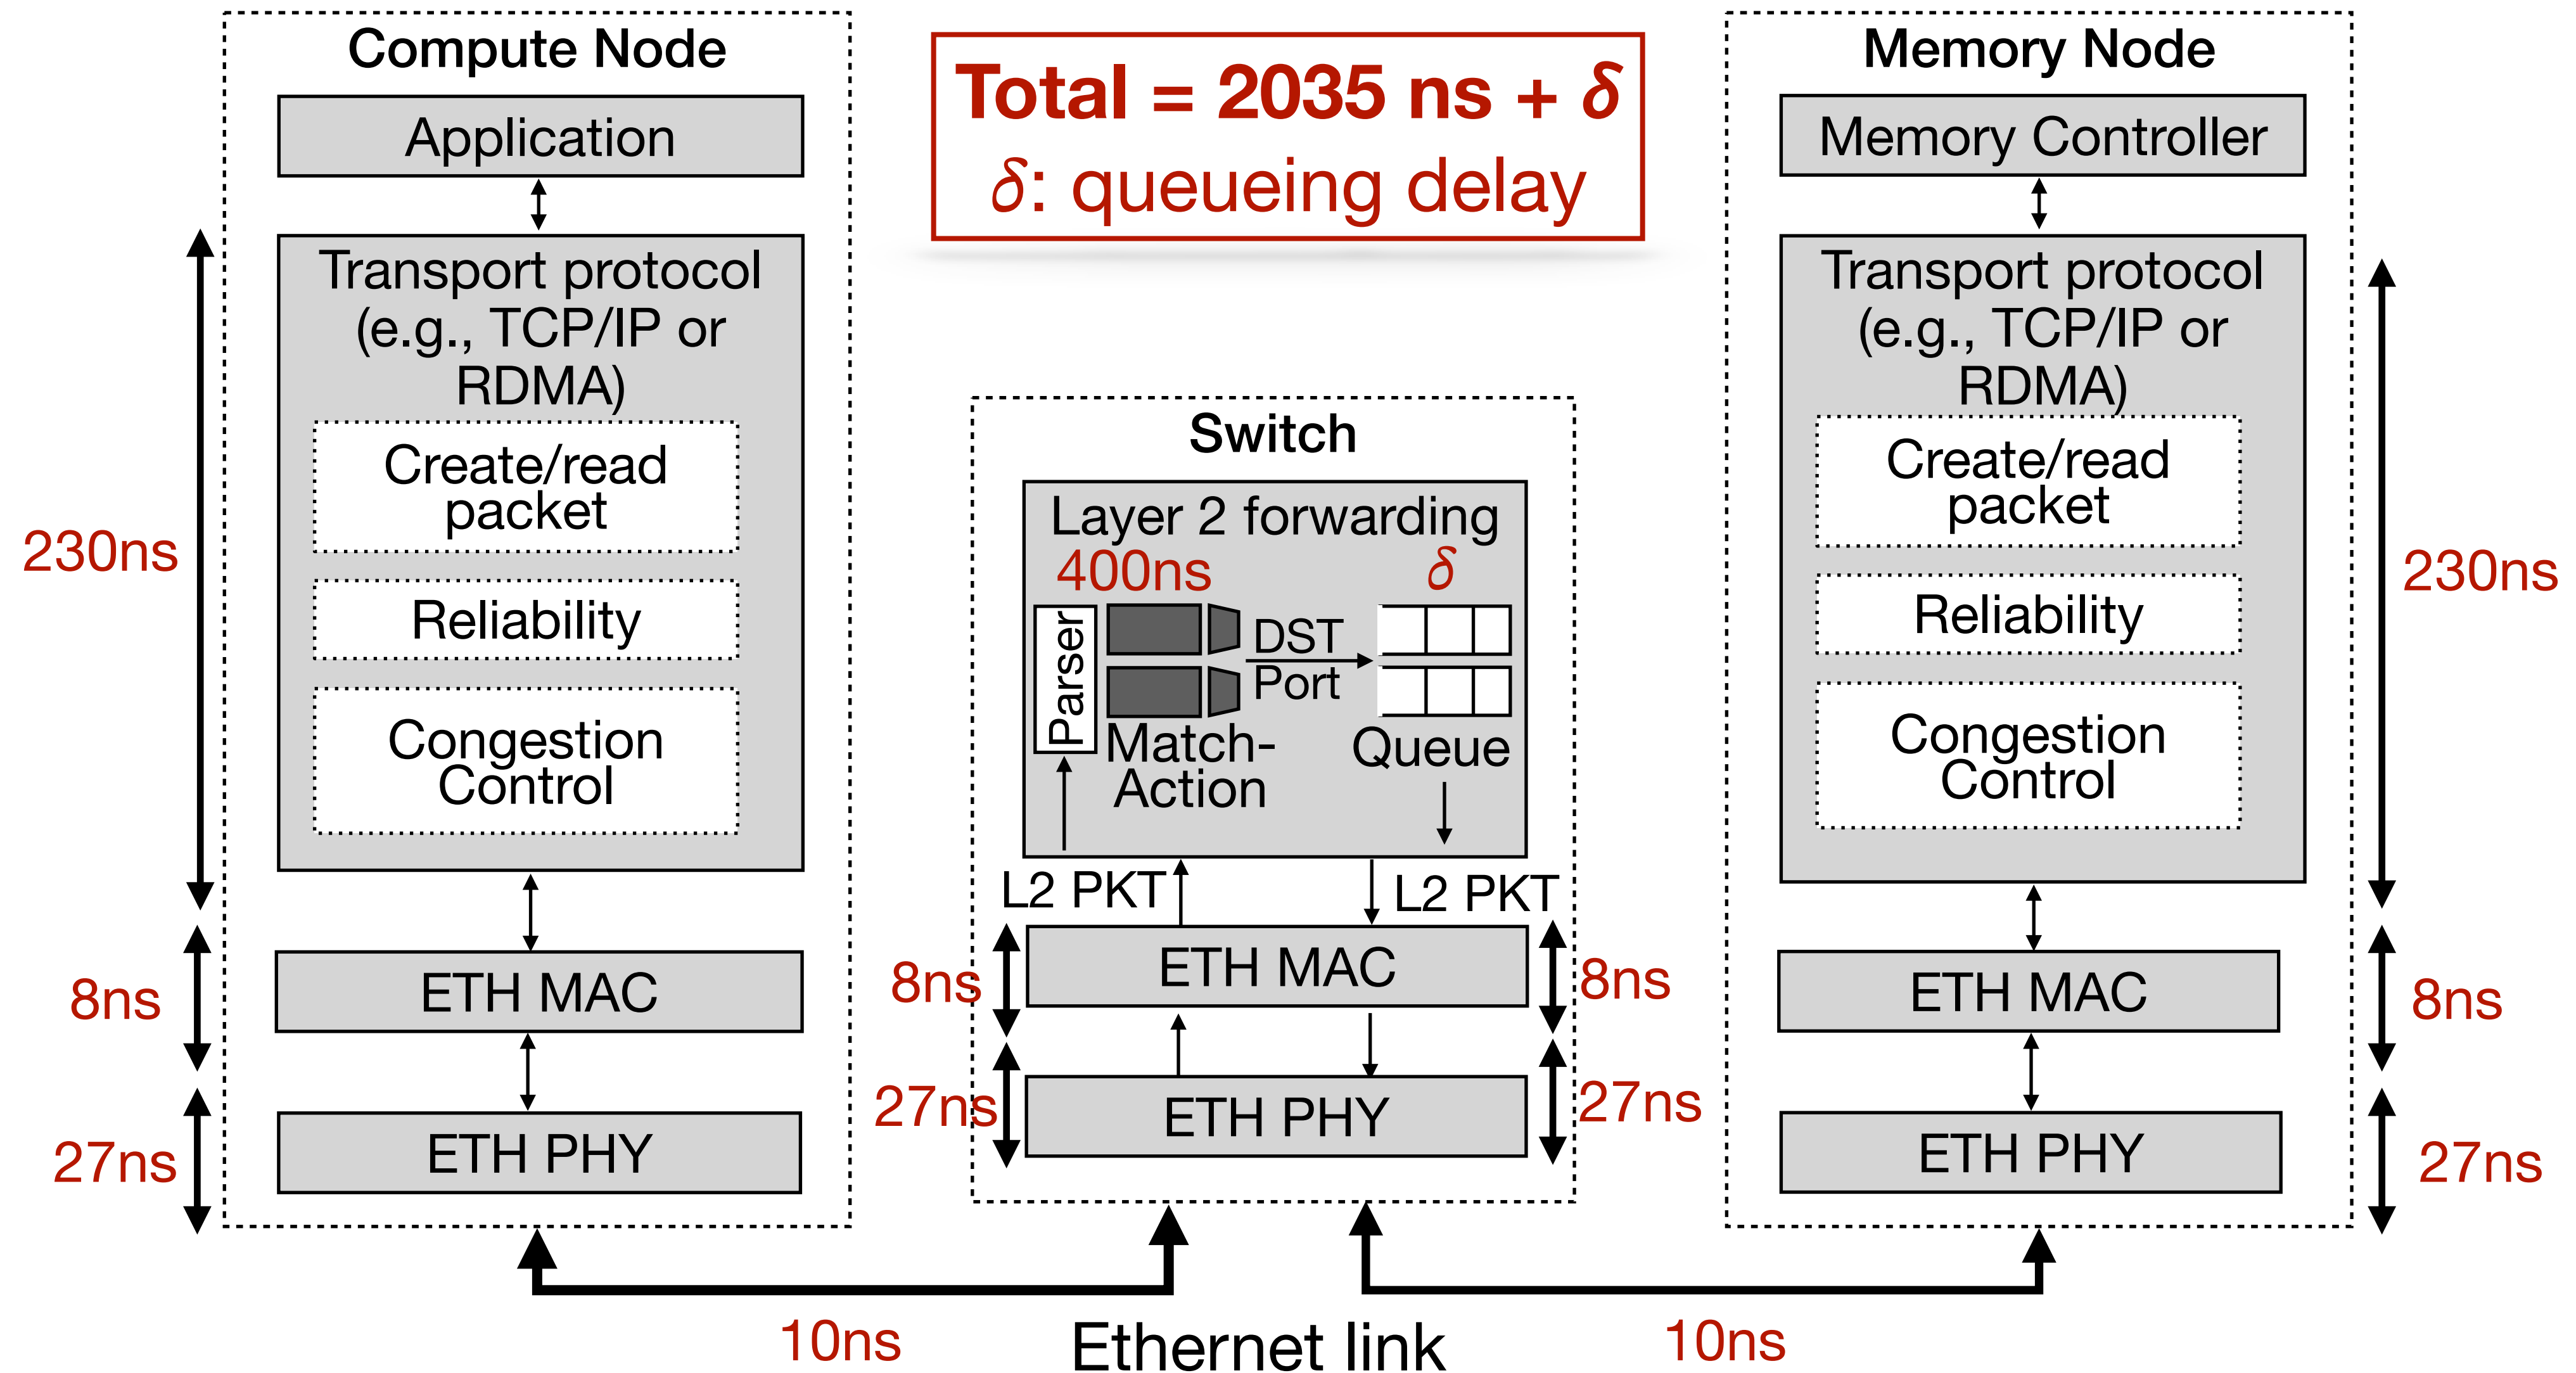 Compute Node
Application
Transport protocol
(e.g., TCP/IP or
RDMA)
Create/read
packet
Reliability
Congestion
Control
ETH MAC
ETH PHY
230ns
8ns
27ns
Total = 2035 ns + δ
δ: queueing delay
Switch
Layer 2 forwarding
400ns
δ
Parser
DST
Port
Match-
Action
Queue
L2 PKT
L2 PKT
8ns
ETH MAC
8ns
27ns
ETH PHY
27ns
Memory Node
Memory Controller
Transport protocol
(e.g., TCP/IP or
RDMA)
Create/read
packet
Reliability
Congestion
Control
ETH MAC
ETH PHY
230ns
8ns
27ns
10ns
Ethernet link
10ns